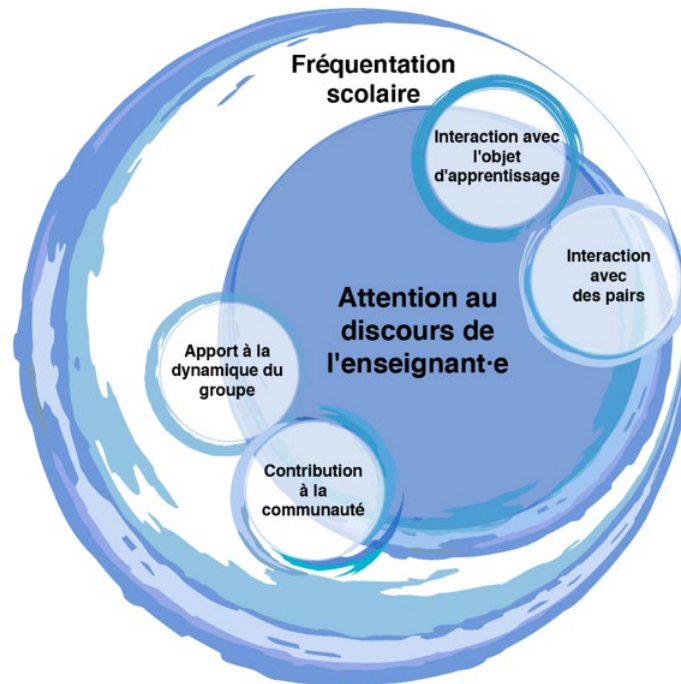 Fréquentation
scolaire
Interaction avec
l'objet
d'apprentissage
Interaction
avec
des pairs
Attention au
discours de
l'enseignant·e
Apport à la
dynamique du
groupe
Contribution
à la
communauté